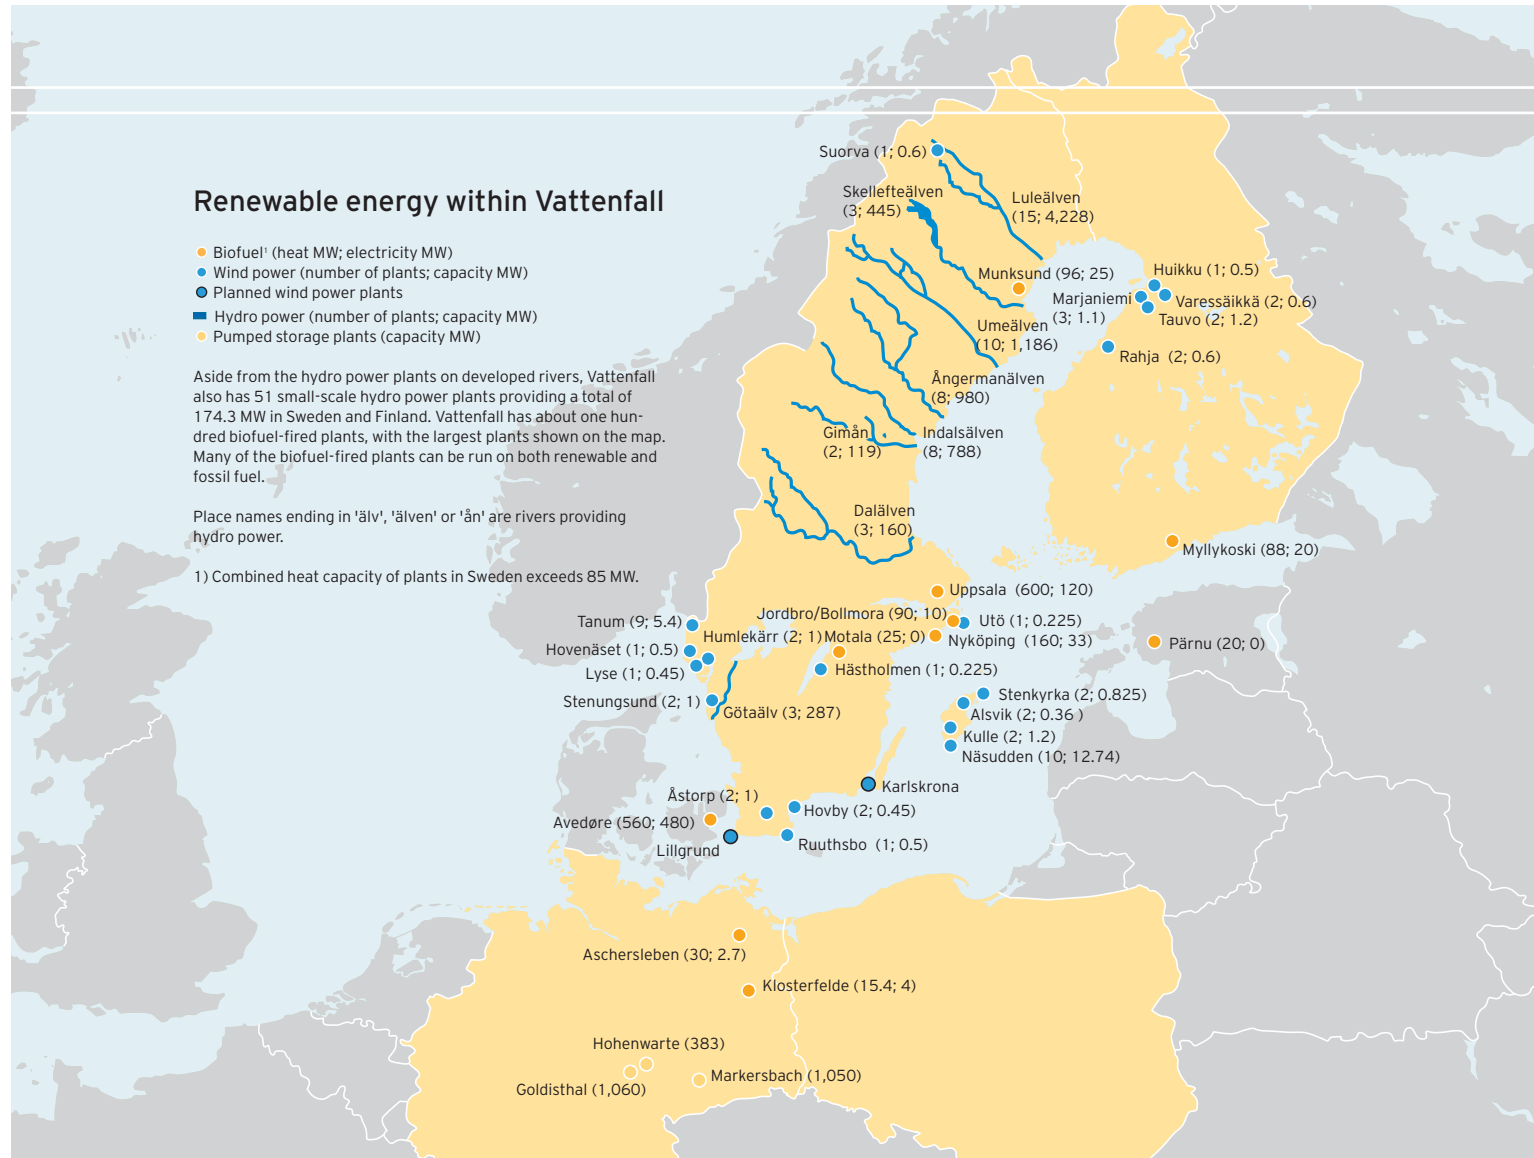 Renewable energy within Vattenfall
Biofuel¹ (heat MW; electricity MW)
Wind power (number of plants; capacity MW)
Planned wind power plants
Hydro power (number of plants; capacity MW)
Pumped storage plants (capacity MW)
Aside from the hydro power plants on developed rivers, Vattenfall
also has 51 small-scale hydro power plants providing a total of
174.3 MW in Sweden and Finland. Vattenfall has about one hun-
dred biofuel-fired plants, with the largest plants shown on the map.
Many of the biofuel-fired plants can be run on both renewable and
fossil fuel.
Place names ending in 'älv', 'älven' or 'ån' are rivers providing
hydro power.
1) Combined heat capacity of plants in Sweden exceeds 85 MW.
Suorva (1; 0.6)
Skellefteälven
(3; 445)
Luleälven
(15; 4,228)
Munksund (96; 25)
Huikku (1; 0.5)
Marjaniemi
(3; 1.1)
Varessäikkä (2; 0.6)
Tauvo (2; 1.2)
Umeälven
(10; 1,186)
Rahja (2; 0.6)
Ångermanälven
(8; 980)
Gimån
(2; 119)
Indalsälven
(8; 788)
Dalälven
(3; 160)
Myllykoski (88; 20)
Uppsala (600; 120)
Jordbro/Bollmora (90; 10)
Utö (1; 0.225)
Tanum (9; 5.4)
Humlekärr (2; 1)
Motala (25; 0)
Nyköping (160; 33)
Pärnu (20; 0)
Hovenäset (1; 0.5)
Lyse (1; 0.45)
Hästholmen (1; 0.225)
Stenungsund (2; 1)
Götaälv (3; 287)
Stenkyrka (2; 0.825)
Alsvik (2; 0.36 )
Kulle (2; 1.2)
Näsudden (10; 12.74)
Karlskrona
Åstorp (2; 1)
Hovby (2; 0.45)
Avedøre (560; 480)
Lillgrund
Ruuthsbo (1; 0.5)
Aschersleben (30; 2.7)
Klosterfelde (15.4; 4)
Hohenwarte (383)
Goldisthal (1,060)
Markersbach (1,050)